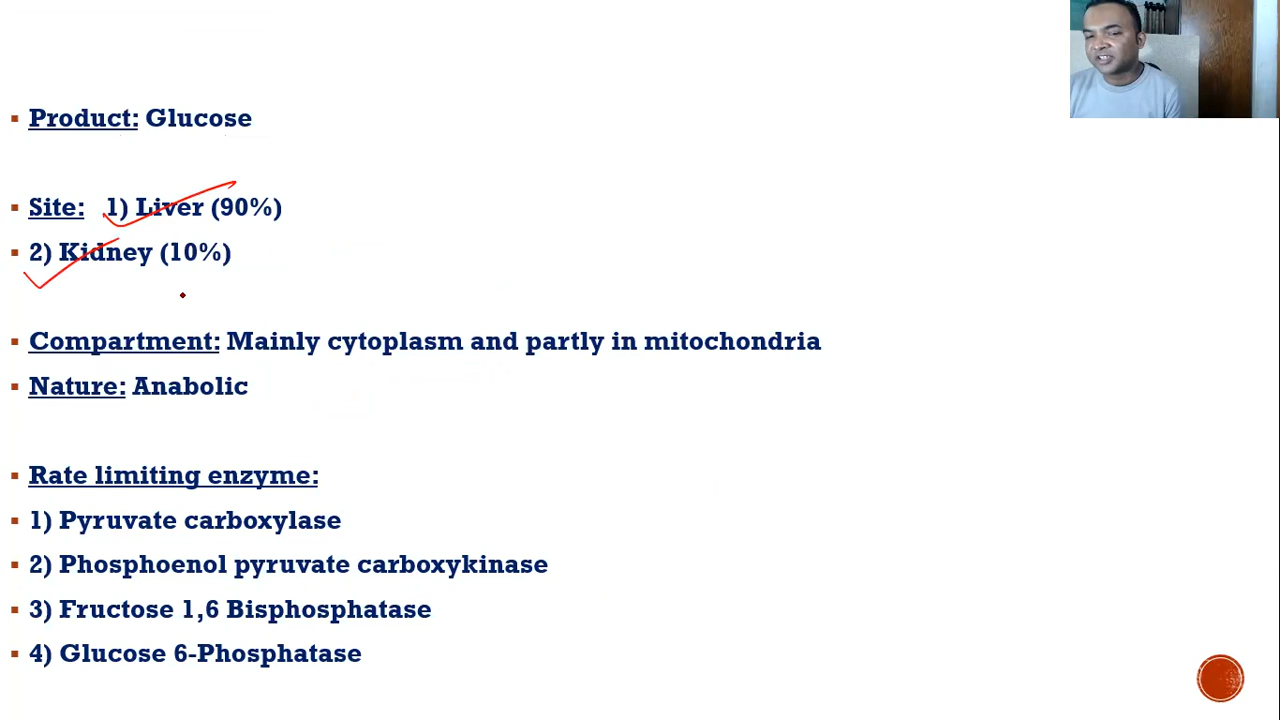 Product: Glucose
Site: 1) Liver (90%)
2) Kidney (10%)
Compartment: Mainly cytoplasm and partly in mitochondria
Nature: Anabolic
Rate limiting enzyme:
1) Pyruvate carboxylase
2) Phosphoenol pyruvate carboxykinase
3) Fructose 1,6 Bisphosphatase
4) Glucose 6-Phosphatase